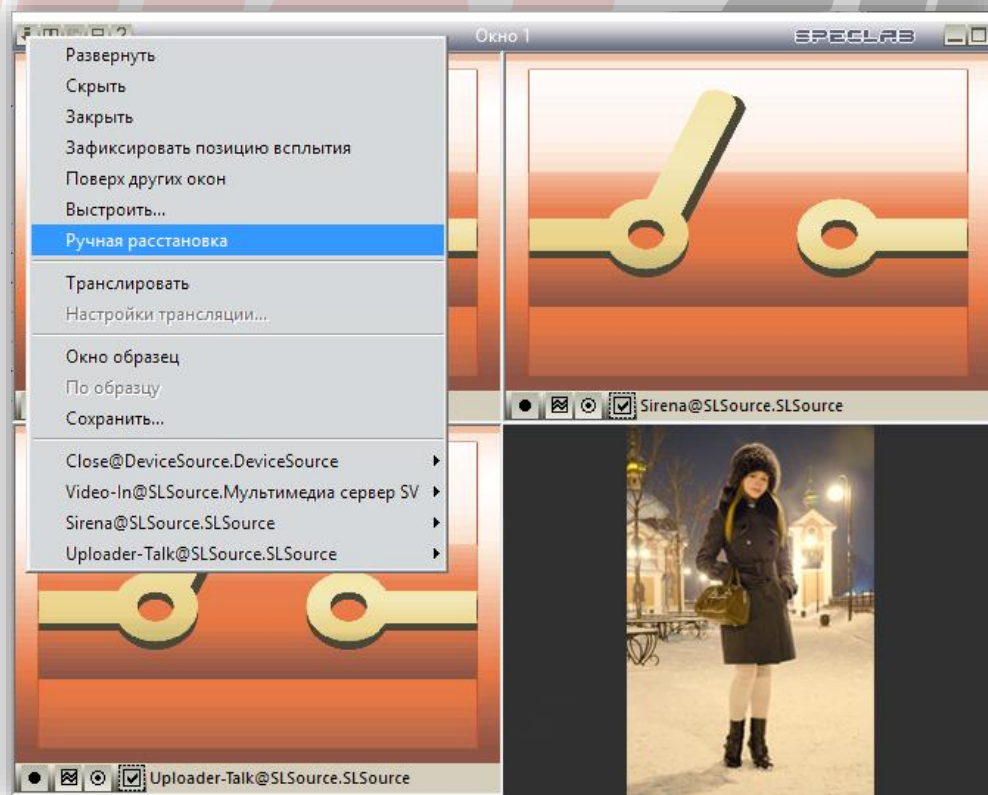 Окно 1
SPECLAB
Развернуть
Скрыть
Закрыть
Зафиксировать позицию всплытия
Поверх других окон
Выстроить...
Ручная расстановка
Транслировать
Настройки трансляции...
Окно образец
По образцу
Сохранить...
Close@DeviceSource.DeviceSource
Video-In@SLSource.Мультимедиа сервер SV
Sirena@SLSource.SLSource
Uploader-Talk@SLSource.SLSource
Sirena@SLSource.SLSource
Uploader-Talk@SLSource.SLSource